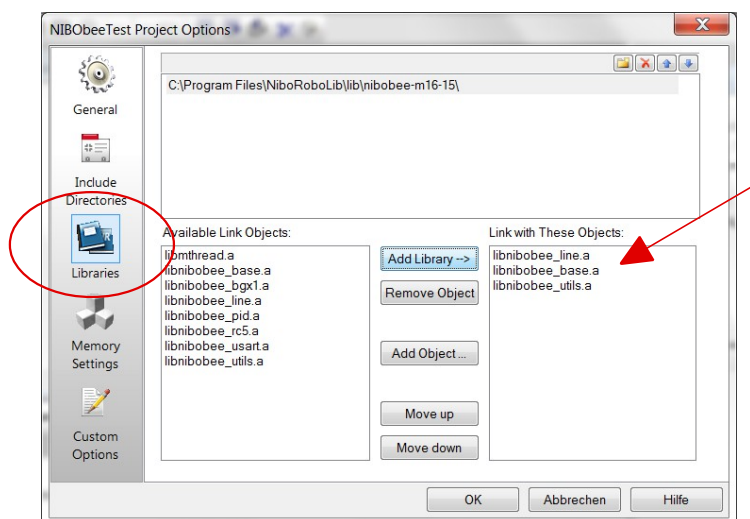 NIBObeeTest Project Options
General
Include
Directories
Libraries
Memory
Settings
Custom
Options
C:\Program Files\NiboRoboLib\lib\nibobee-m16-15\
Available Link Objects:
libmthread.a
libnibobee_base.a
libnibobee_bgx1.a
libnibobee_line.a
libnibobee_pid.a
libnibobee_rc5.a
libnibobee_usart.a
libnibobee_utils.a
Add Library -->
Remove Object
Add Object ...
Move up
Move down
Link with These Objects:
libnibobee_line.a
libnibobee_base.a
libnibobee_utils.a
OK
Abbrechen
Hilfe